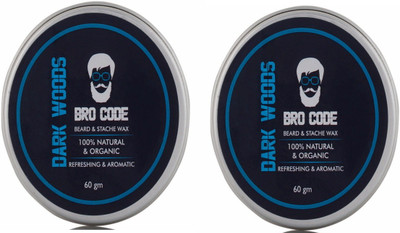 DARK WOODS
BRO CODE
BEARD & STACHE WAX
100% NATURAL
& ORGANIC
REFRESHING & AROMATIC
60 gm
DARK WOODS
BRO CODE
BEARD & STACHE WAX
100% NATURAL
& ORGANIC
REFRESHING & AROMATIC
60 gm